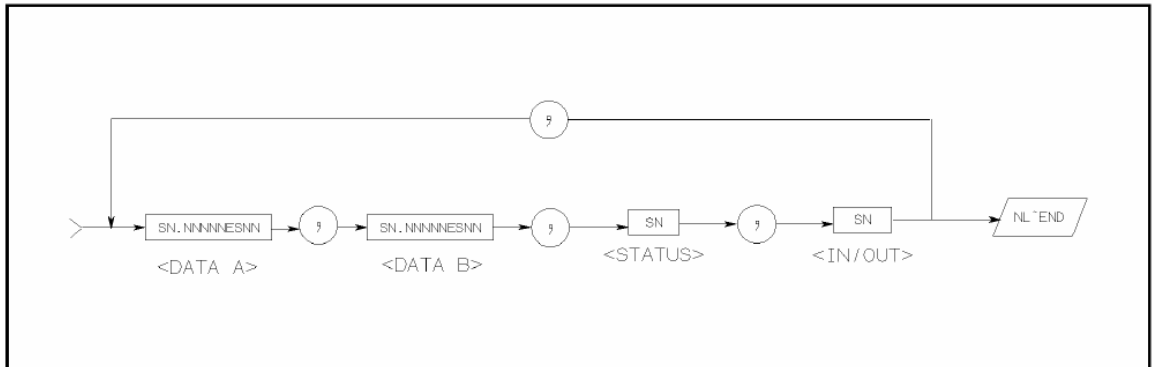 ,
SN.NNNNNESNN , SN.NNNNNESNN , SN , SN NL^END
<DATA A> <DATA B> <STATUS> <IN/OUT>